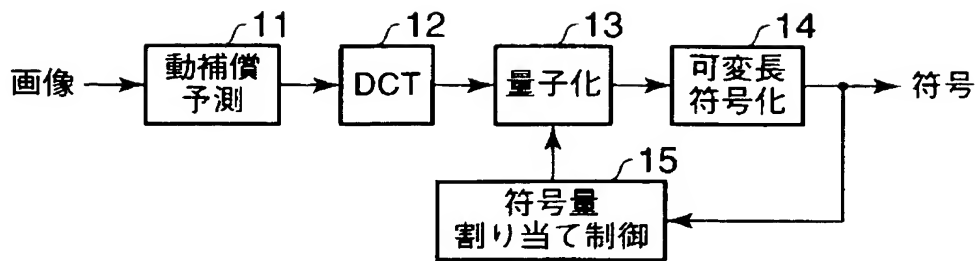 11
12
13
14
画像
動補償
予測
DCT
量子化
可変長
符号化
符号
15
符号量
割り当て制御